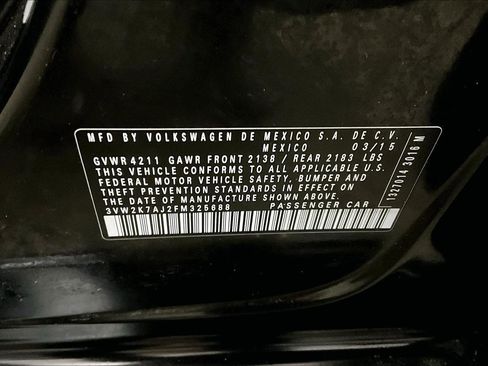 MFD BY VOLKSWAGEN DE MEXICO S.A. DE C.V.
MEXICO 03/15
GVWR 4211 GAWR FRONT 2138 / REAR 2183 LBS
THIS VEHICLE CONFORMS TO ALL APPLICABLE U.S.
FEDERAL MOTOR VEHICLE SAFETY, BUMPER AND
THEFT PREVENTION STANDARDS IN EFFECT ON THE
DATE OF MANUFACTURE SHOWN ABOVE.
3VW2K7AJ2FM325688 PASSENGER CAR
1327014 3016 M